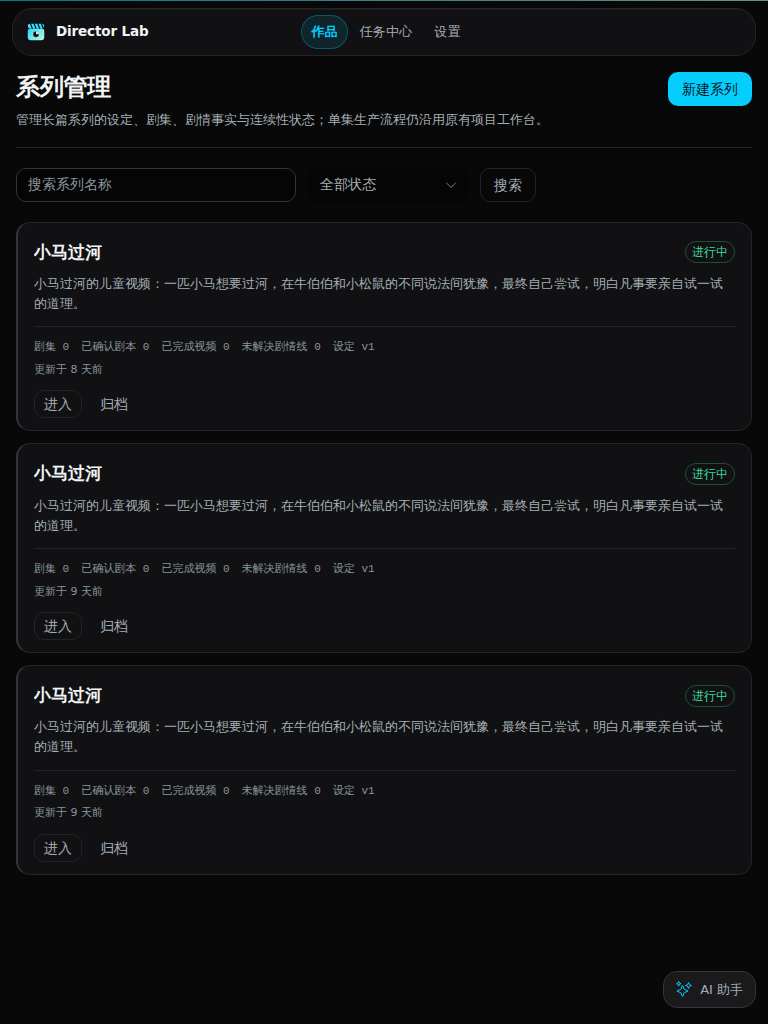 Director Lab
作品
任务中心
设置
系列管理
新建系列
管理长篇系列的设定、剧集、剧情事实与连续性状态；单集生产流程仍沿用原有项目工作台。
搜索系列名称
全部状态
搜索
小马过河
进行中
小马过河的儿童视频：一匹小马想要过河，在牛伯伯和小松鼠的不同说法间犹豫，最终自己尝试，明白凡事要亲自试一试
的道理。
剧集 0 已确认剧本 0 已完成视频 0 未解决剧情线 0 设定 v1
更新于 8 天前
进入
归档
小马过河
进行中
小马过河的儿童视频：一匹小马想要过河，在牛伯伯和小松鼠的不同说法间犹豫，最终自己尝试，明白凡事要亲自试一试
的道理。
剧集 0 已确认剧本 0 已完成视频 0 未解决剧情线 0 设定 v1
更新于 9 天前
进入
归档
小马过河
进行中
小马过河的儿童视频：一匹小马想要过河，在牛伯伯和小松鼠的不同说法间犹豫，最终自己尝试，明白凡事要亲自试一试
的道理。
剧集 0 已确认剧本 0 已完成视频 0 未解决剧情线 0 设定 v1
更新于 9 天前
进入
归档
AI 助手